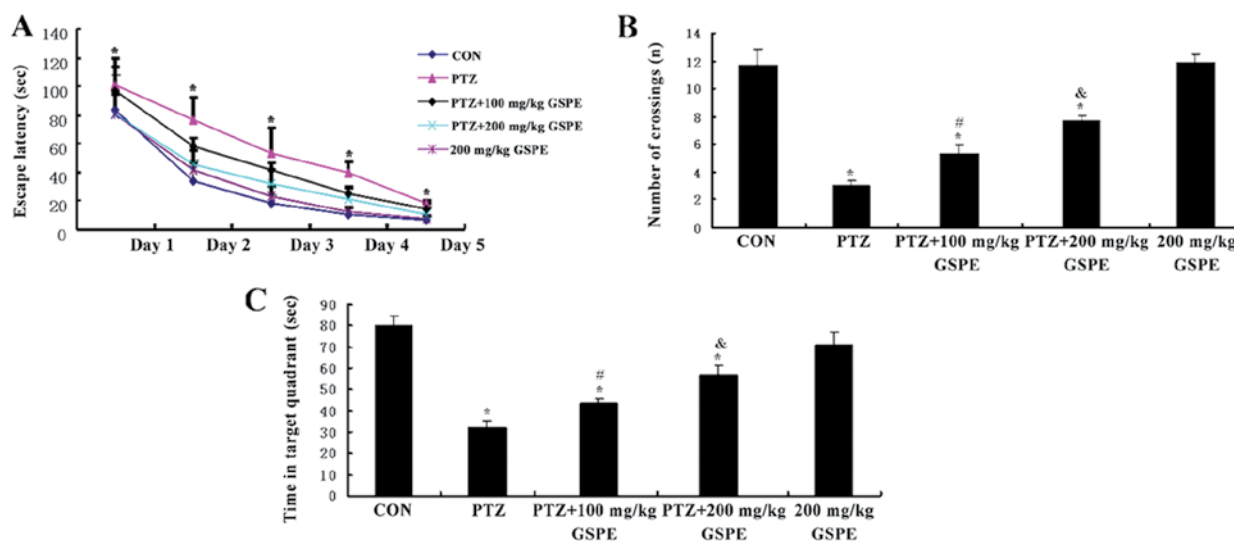 A
Escape latency (sec)
140
120
100
80
60
40
20
0
*
*
*
*
*
Day 1
Day 2
Day 3
Day 4
Day 5
CON
PTZ
PTZ+100 mg/kg GSPE
PTZ+200 mg/kg GSPE
200 mg/kg GSPE
B
Number of crossings (n)
14
12
10
8
6
4
2
0
*
#
*
&
*
CON
PTZ
PTZ+100 mg/kg
GSPE
PTZ+200 mg/kg
GSPE
200 mg/kg
GSPE
C
Time in target quadrant (sec)
90
80
70
60
50
40
30
20
10
0
*
#
*
&
*
CON
PTZ
PTZ+100 mg/kg
GSPE
PTZ+200 mg/kg
GSPE
200 mg/kg
GSPE